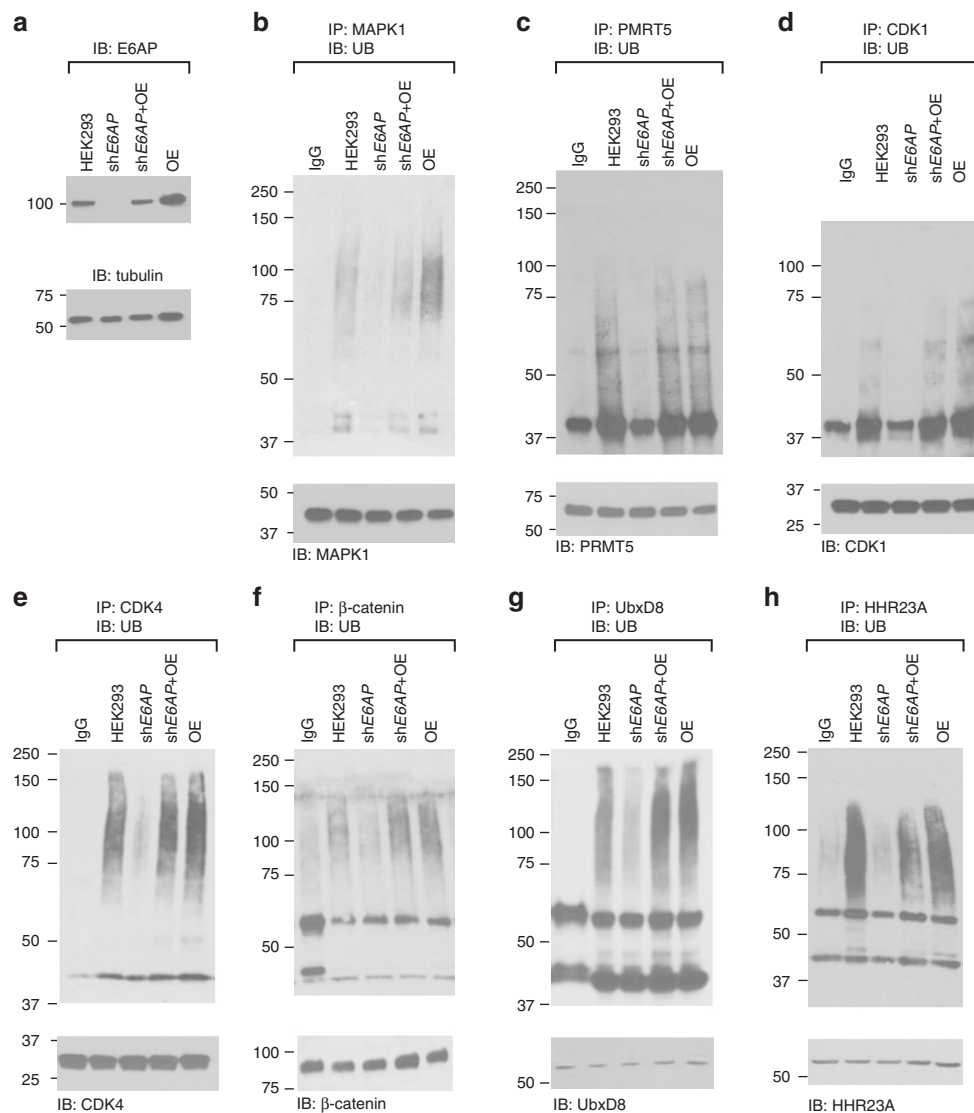 a
IB: E6AP
HEK293
shE6AP
shE6AP+OE
OE
100
IB: tubulin
75
50
b
IP: MAPK1
IB: UB
IgG
HEK293
shE6AP
shE6AP+OE
OE
250
150
100
75
50
37
50
37
IB: MAPK1
c
IP: PMRT5
IB: UB
IgG
HEK293
shE6AP
shE6AP+OE
OE
250
150
100
75
50
37
75
50
IB: PRMT5
d
IP: CDK1
IB: UB
IgG
HEK293
shE6AP
shE6AP+OE
OE
100
75
50
37
37
25
IB: CDK1
e
IP: CDK4
IB: UB
IgG
HEK293
shE6AP
shE6AP+OE
OE
250
150
100
75
50
37
37
25
IB: CDK4
f
IP: β-catenin
IB: UB
IgG
HEK293
shE6AP
shE6AP+OE
OE
250
150
100
75
50
100
75
IB: β-catenin
g
IP: UbxD8
IB: UB
IgG
HEK293
shE6AP
shE6AP+OE
OE
250
150
100
75
50
37
50
IB: UbxD8
h
IP: HHR23A
IB: UB
IgG
HEK293
shE6AP
shE6AP+OE
OE
250
150
100
75
50
37
50
IB: HHR23A